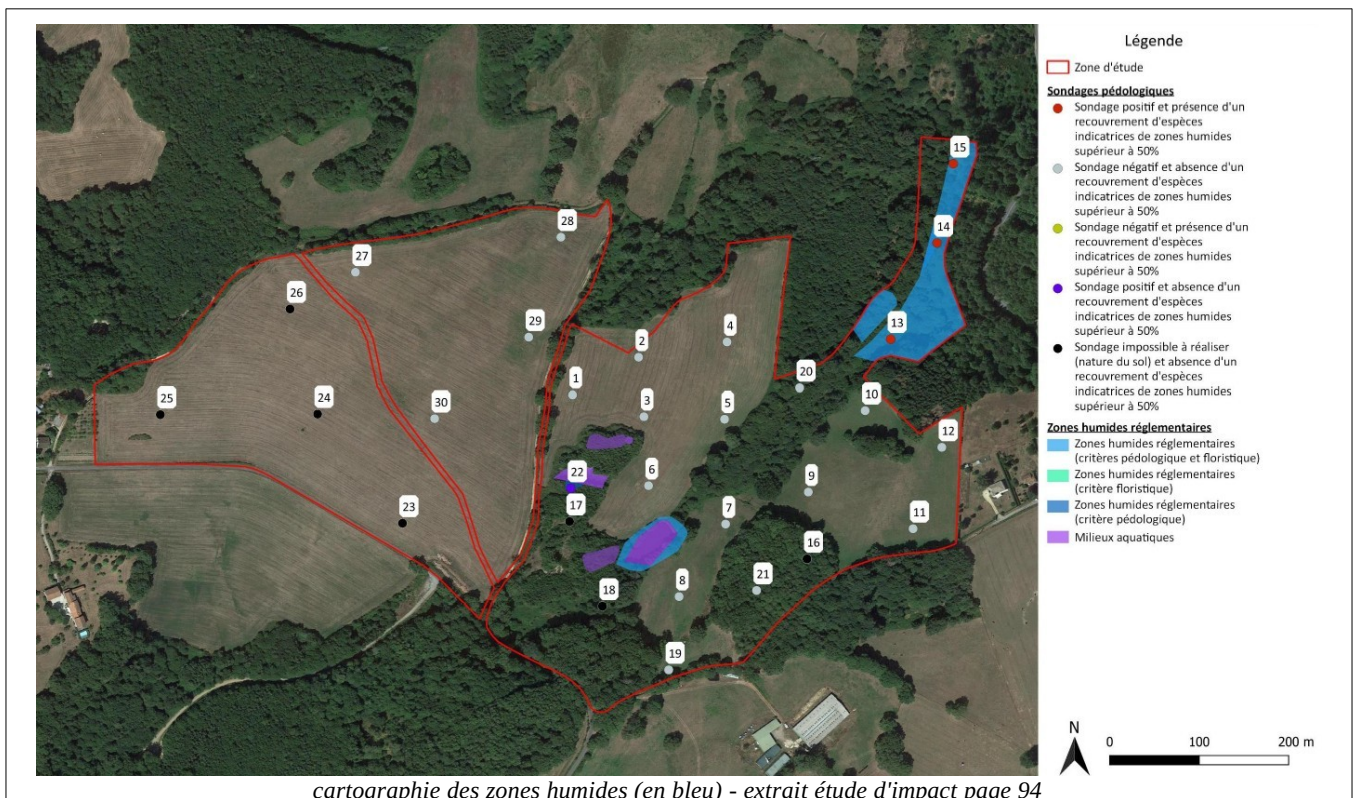 Légende
Zone d'étude
Sondages pédologiques
Sondage positif et présence d'un
recouvrement d'espèces
indicatrices de zones humides
supérieur à 50%
Sondage négatif et absence d'un
recouvrement d'espèces
indicatrices de zones humides
supérieur à 50%
Sondage négatif et présence d'un
recouvrement d'espèces
indicatrices de zones humides
supérieur à 50%
Sondage positif et absence d'un
recouvrement d'espèces
indicatrices de zones humides
supérieur à 50%
Sondage impossible à réaliser
(nature du sol) et absence d'un
recouvrement d'espèces
indicatrices de zones humides
supérieur à 50%
Zones humides réglementaires
Zones humides réglementaires
(critères pédologique et floristique)
Zones humides réglementaires
(critère floristique)
Zones humides réglementaires
(critère pédologique)
Milieux aquatiques
N
0 100 200 m
15
14
28
27
26
13
29
4
2
20
1
10
25
24
30
3
5
12
22
6
9
23
17
7
11
16
18
8
21
19
cartographie des zones humides (en bleu) - extrait étude d'impact page 94